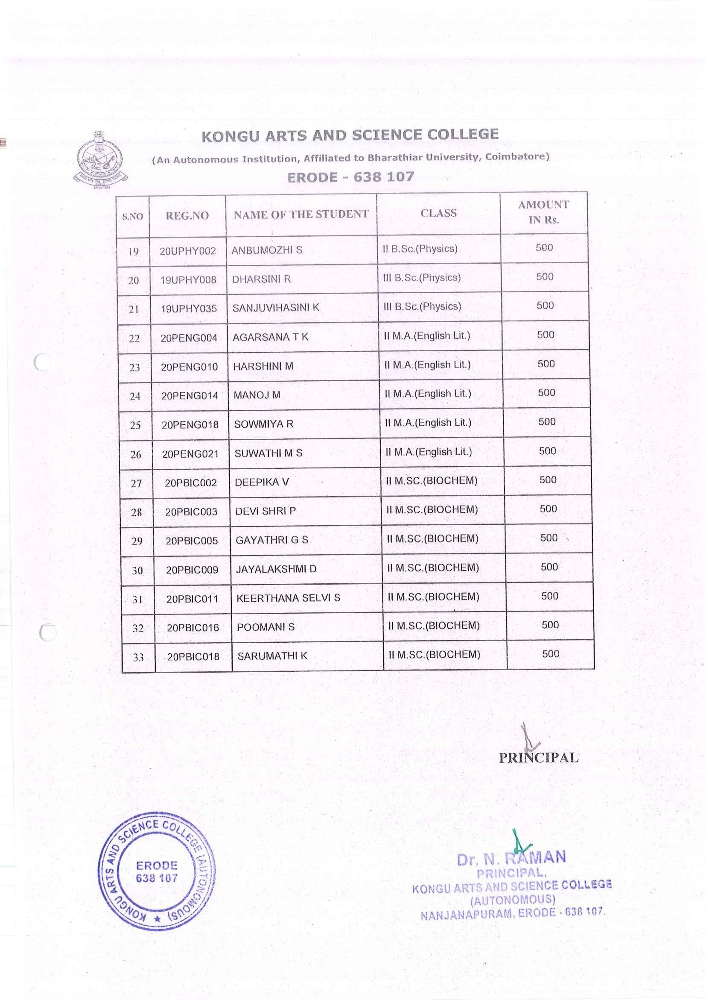 KONGU ARTS AND SCIENCE COLLEGE
(An Autonomous Institution, Affiliated to Bharathiar University, Coimbatore)
ERODE - 638 107
S.NO REG.NO NAME OF THE STUDENT CLASS AMOUNT IN Rs.
19 20UPHY002 ANBUMOZHI S II B.Sc.(Physics) 500
20 19UPHY008 DHARSINI R III B.Sc.(Physics) 500
21 19UPHY035 SANJUVIHASINI K III B.Sc.(Physics) 500
22 20PENG004 AGARSANA T K II M.A.(English Lit.) 500
23 20PENG010 HARSHINI M II M.A.(English Lit.) 500
24 20PENG014 MANOJ M II M.A.(English Lit.) 500
25 20PENG018 SOWMIYA R II M.A.(English Lit.) 500
26 20PENG021 SUWATHI M S II M.A.(English Lit.) 500
27 20PBIC002 DEEPIKA V II M.SC.(BIOCHEM) 500
28 20PBIC003 DEVI SHRI P II M.SC.(BIOCHEM) 500
29 20PBIC005 GAYATHRI G S II M.SC.(BIOCHEM) 500
30 20PBIC009 JAYALAKSHMI D II M.SC.(BIOCHEM) 500
31 20PBIC011 KEERTHANA SELVI S II M.SC.(BIOCHEM) 500
32 20PBIC016 POOMANI S II M.SC.(BIOCHEM) 500
33 20PBIC018 SARUMATHI K II M.SC.(BIOCHEM) 500
PRINCIPAL
KONGU ARTS AND SCIENCE COLLEGE (AUTONOMOUS) ★
ERODE
638 107
Dr. N. RAMAN
PRINCIPAL,
KONGU ARTS AND SCIENCE COLLEGE
(AUTONOMOUS)
NANJANAPURAM, ERODE - 638 107.